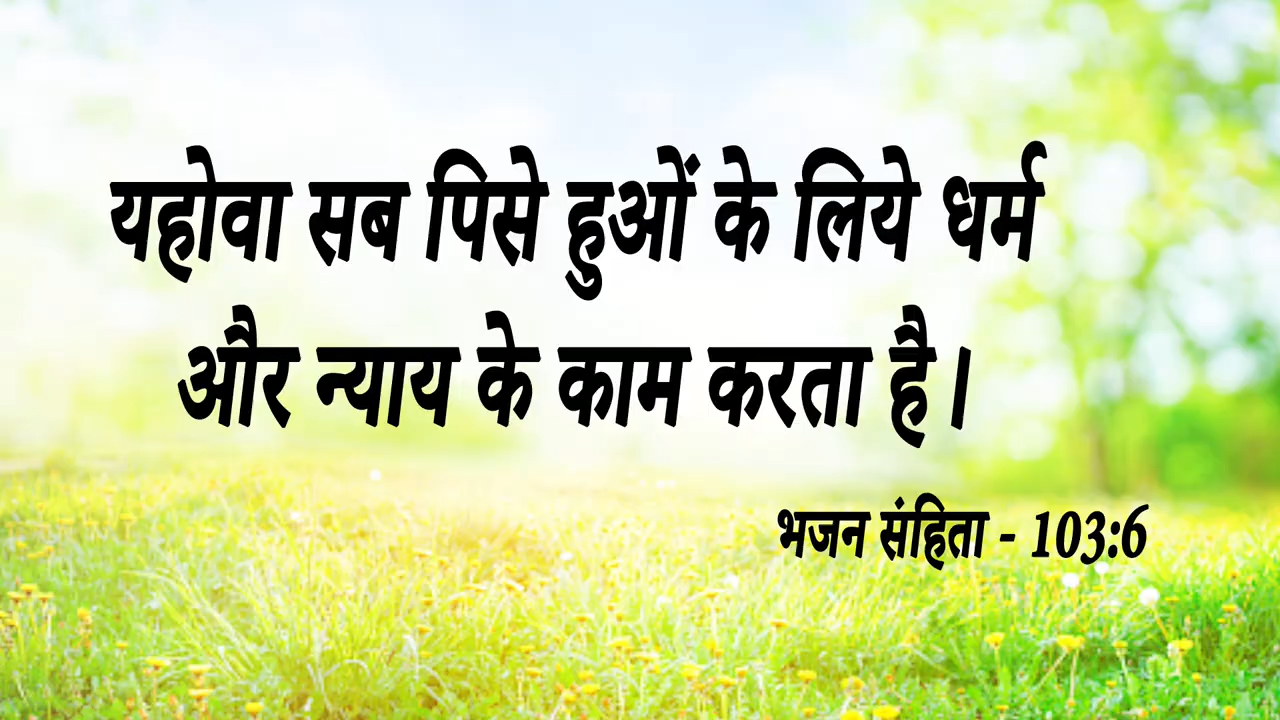 यहोवा सब पिसे हुओं के लिये धर्म
और न्याय के काम करता है।
भजन संहिता - 103:6